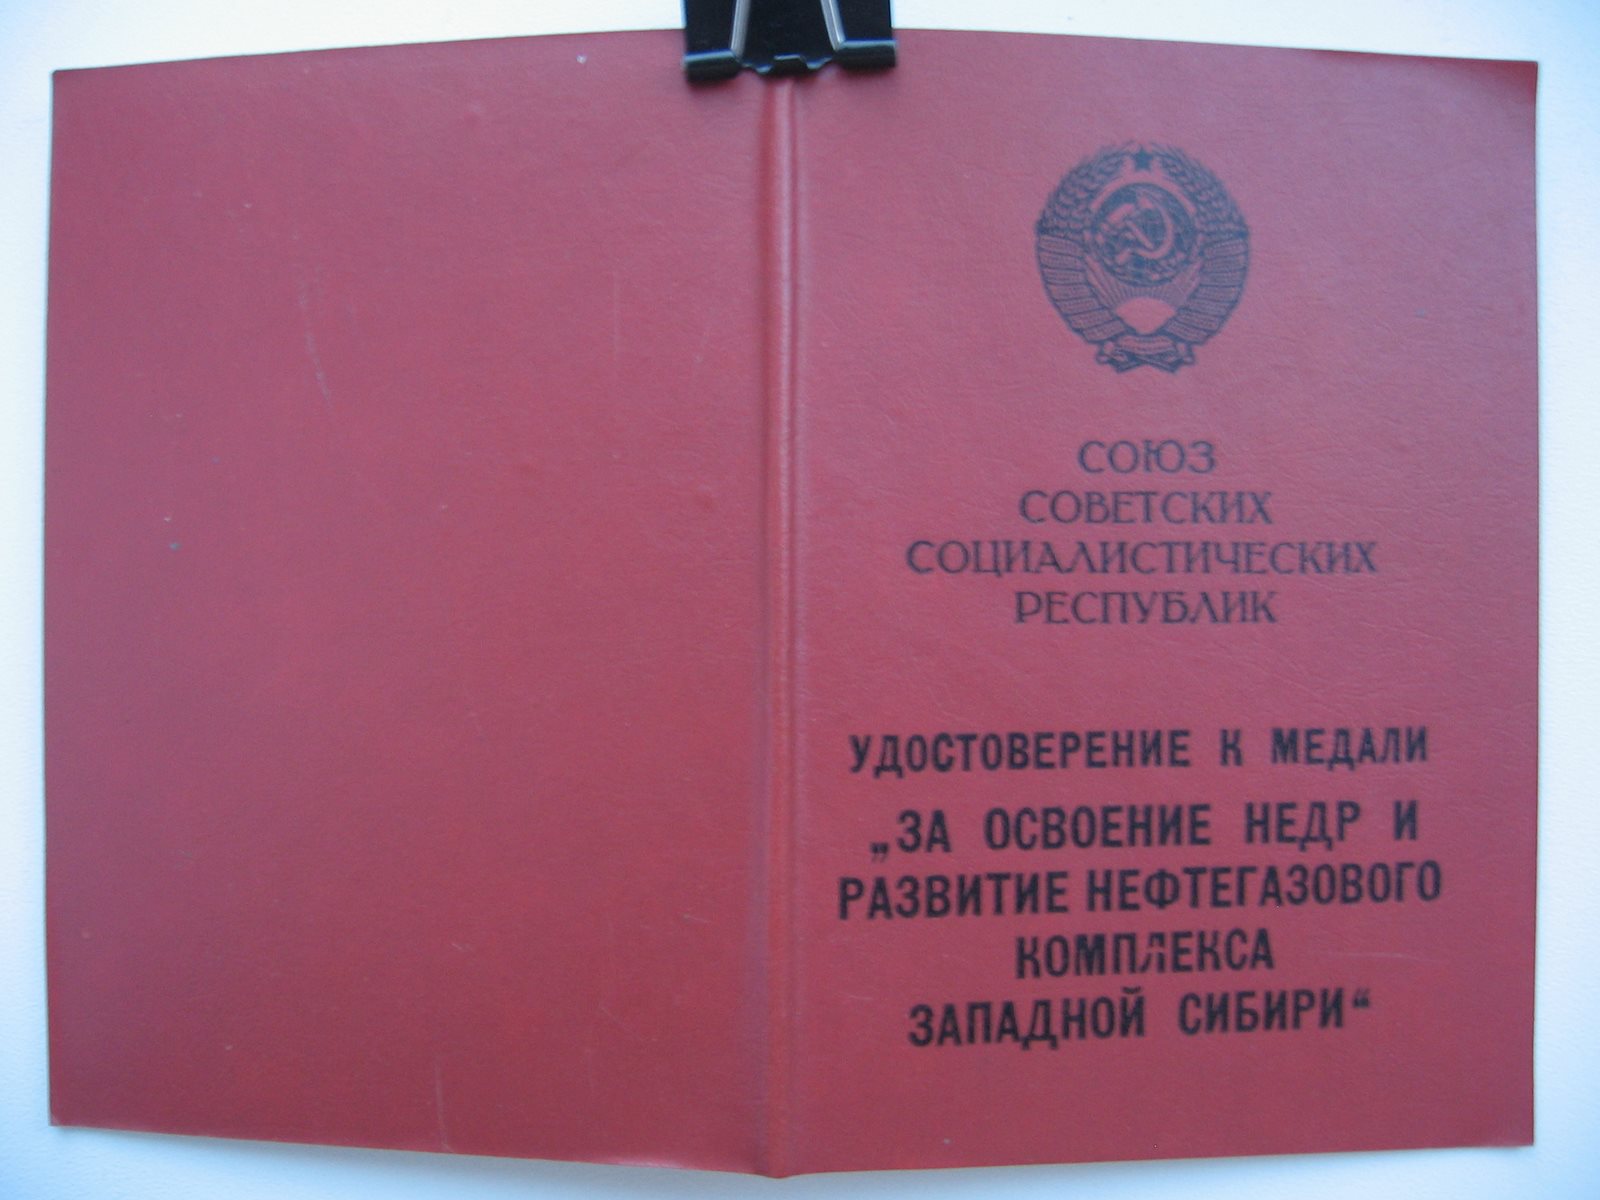 СОЮЗ
СОВЕТСКИХ
СОЦИАЛИСТИЧЕСКИХ
РЕСПУБЛИК
УДОСТОВЕРЕНИЕ К МЕДАЛИ
„ЗА ОСВОЕНИЕ НЕДР И
РАЗВИТИЕ НЕФТЕГАЗОВОГО
КОМПЛЕКСА
ЗАПАДНОЙ СИБИРИ“